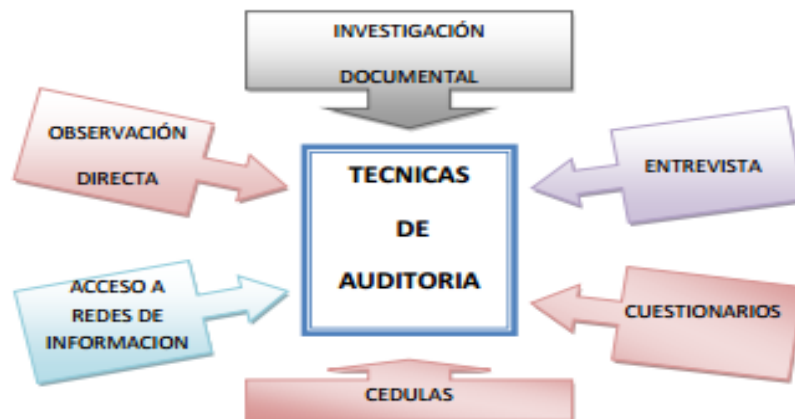 INVESTIGACIÓN
DOCUMENTAL
OBSERVACIÓN
DIRECTA
TECNICAS
DE
AUDITORIA
ENTREVISTA
ACCESO A
REDES DE
INFORMACION
CUESTIONARIOS
CEDULAS